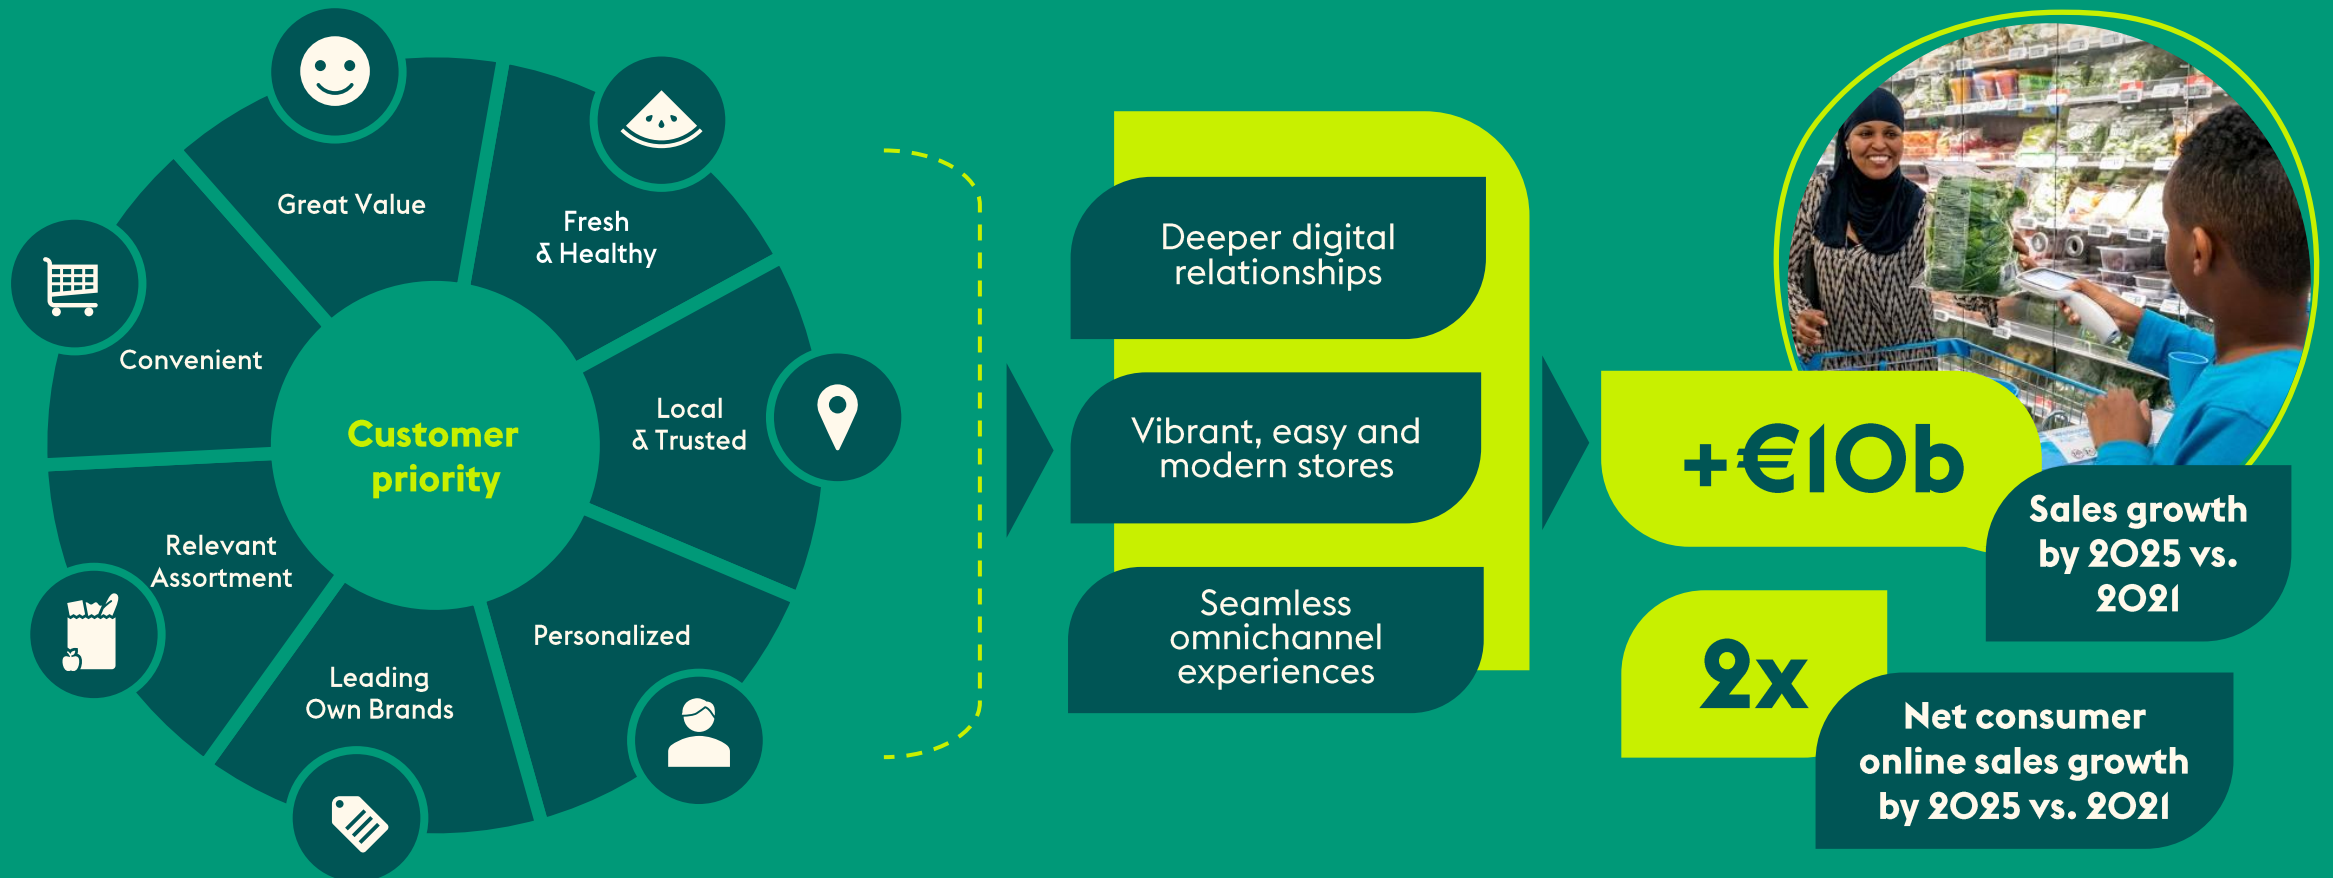 Great Value
Fresh
& Healthy
Convenient
Local
& Trusted
Customer
priority
Relevant
Assortment
Personalized
Leading
Own Brands
Deeper digital
relationships
Vibrant, easy and
modern stores
Seamless
omnichannel
experiences
+€10b
Sales growth
by 2025 vs.
2021
2x
Net consumer
online sales growth
by 2025 vs. 2021